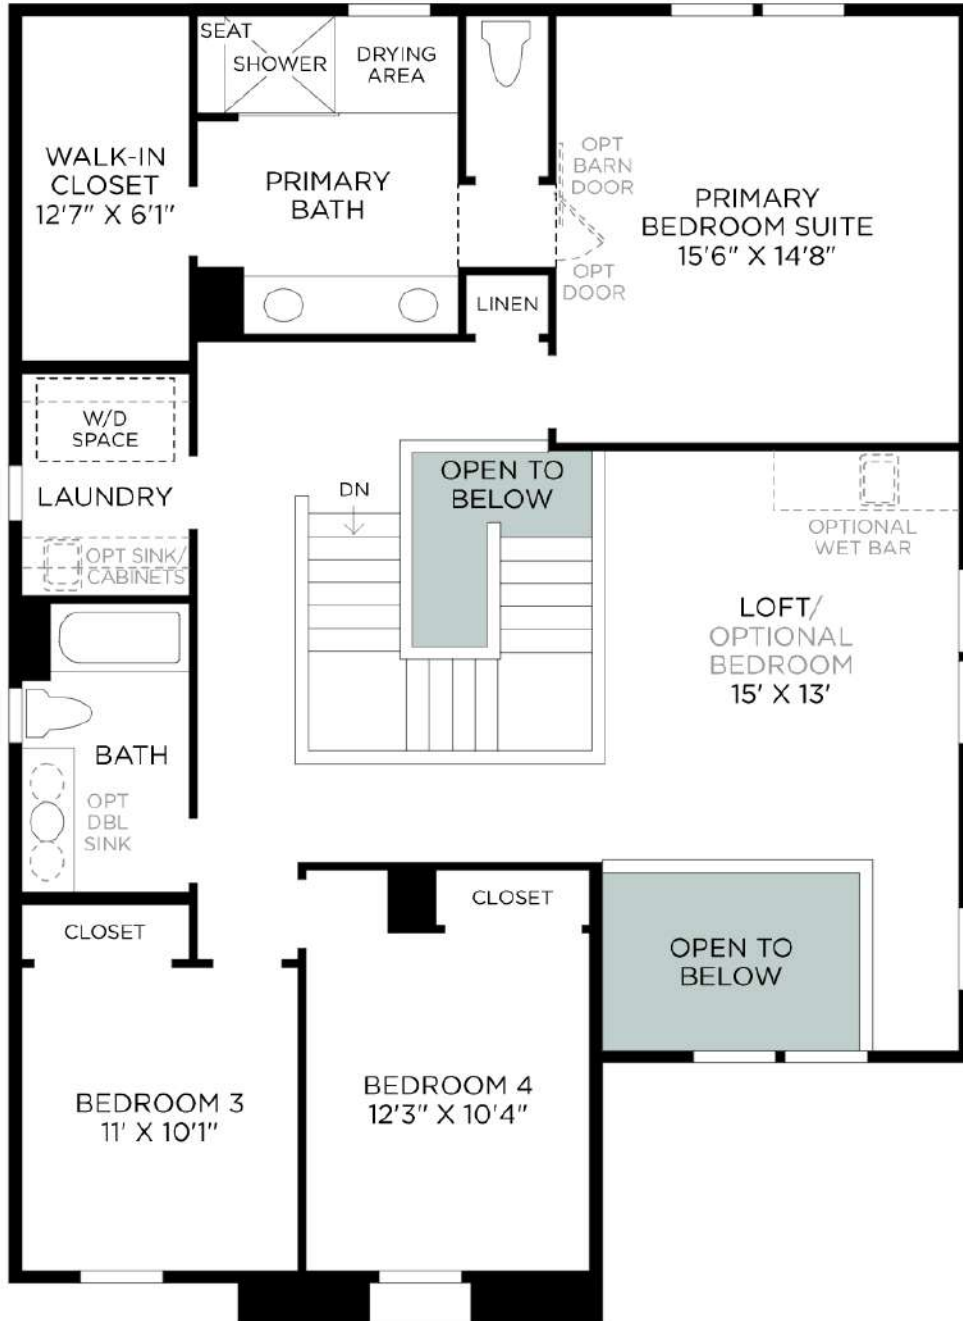 SEAT
SHOWER
DRYING
AREA
WALK-IN
CLOSET
12'7" X 6'1"
PRIMARY
BATH
OPT
BARN
DOOR
PRIMARY
BEDROOM SUITE
15'6" X 14'8"
OPT
DOOR
LINEN
W/D
SPACE
LAUNDRY
OPT SINK/
CABINETS
DN
OPEN TO
BELOW
OPTIONAL
WET BAR
LOFT/
OPTIONAL
BEDROOM
15' X 13'
BATH
OPT
DBL
SINK
CLOSET
CLOSET
OPEN TO
BELOW
BEDROOM 3
11' X 10'1"
BEDROOM 4
12'3" X 10'4"